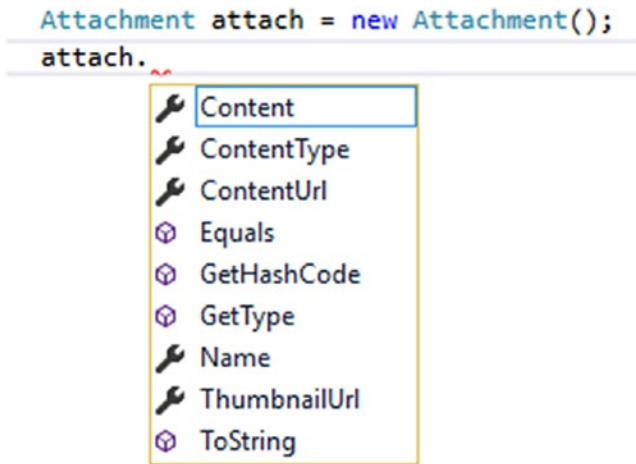 Attachment attach = new Attachment();
attach.
Content
ContentType
ContentUrl
Equals
GetHashCode
GetType
Name
ThumbnailUrl
ToString